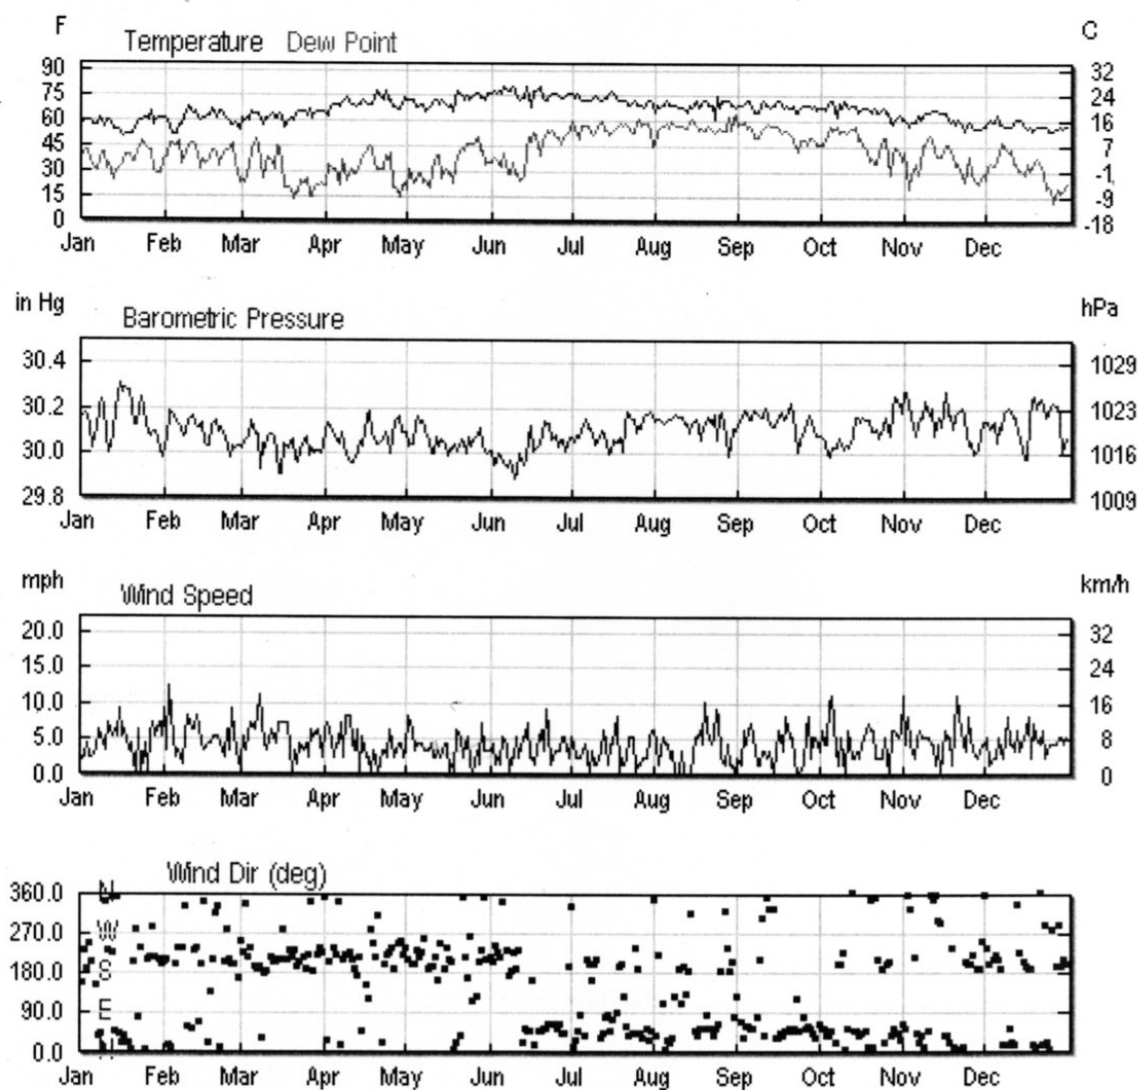 F Temperature Dew Point C
90 32
75 24
60 16
45 7
30 -1
15 -9
0 -18
Jan Feb Mar Apr May Jun Jul Aug Sep Oct Nov Dec
in Hg Barometric Pressure hPa
30.4 1029
30.2 1023
30.0 1016
29.8 1009
Jan Feb Mar Apr May Jun Jul Aug Sep Oct Nov Dec
mph Wind Speed km/h
20.0 32
15.0 24
10.0 16
5.0 8
0.0 0
Jan Feb Mar Apr May Jun Jul Aug Sep Oct Nov Dec
Wind Dir (deg)
360.0 N
270.0 W
180.0 S
90.0 E
0.0 N
Jan Feb Mar Apr May Jun Jul Aug Sep Oct Nov Dec